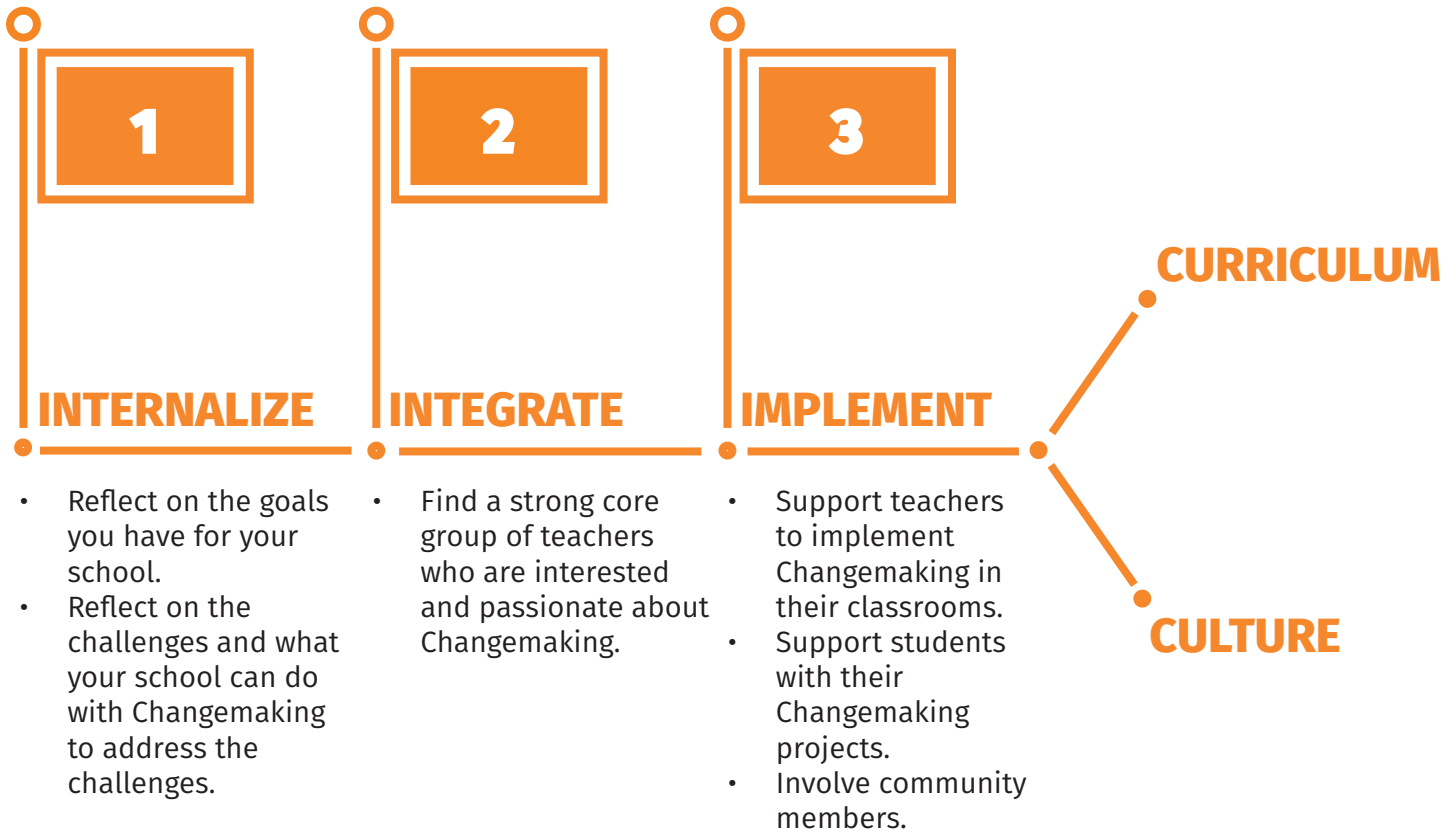 1
INTERNALIZE
• Reflect on the goals
you have for your
school.
• Reflect on the
challenges and what
your school can do
with Changemaking
to address the
challenges.
2
INTEGRATE
• Find a strong core
group of teachers
who are interested
and passionate about
Changemaking.
3
IMPLEMENT
• Support teachers
to implement
Changemaking in
their classrooms.
• Support students
with their
Changemaking
projects.
• Involve community
members.
CURRICULUM
CULTURE